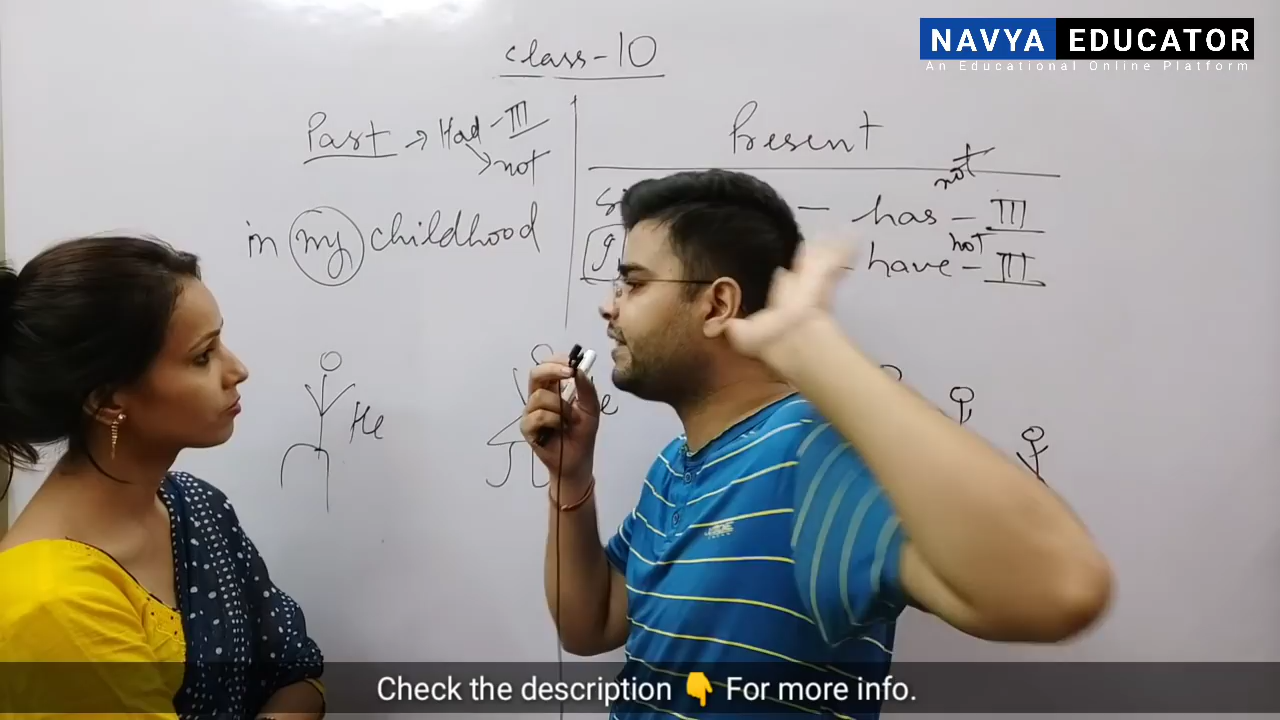 NAVYA EDUCATOR
An Educational Online Platform
class-10
Past → Had - III
not
in my childhood
Present
not
- has - III
not
- have - III
He
Check the description 👇 For more info.